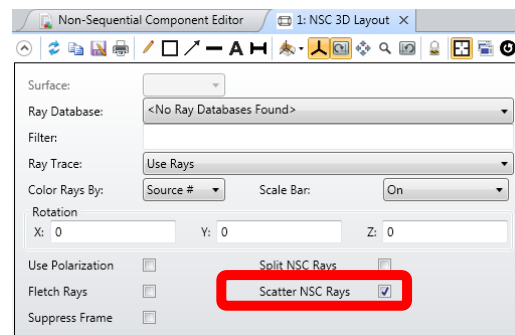 Non-Sequential Component Editor 1: NSC 3D Layout
A
Surface:
Ray Database: <No Ray Databases Found>
Filter:
Ray Trace: Use Rays
Color Rays By: Source # Scale Bar: On
Rotation
X: 0 Y: 0 Z: 0
Use Polarization Split NSC Rays
Fletch Rays Scatter NSC Rays
Suppress Frame